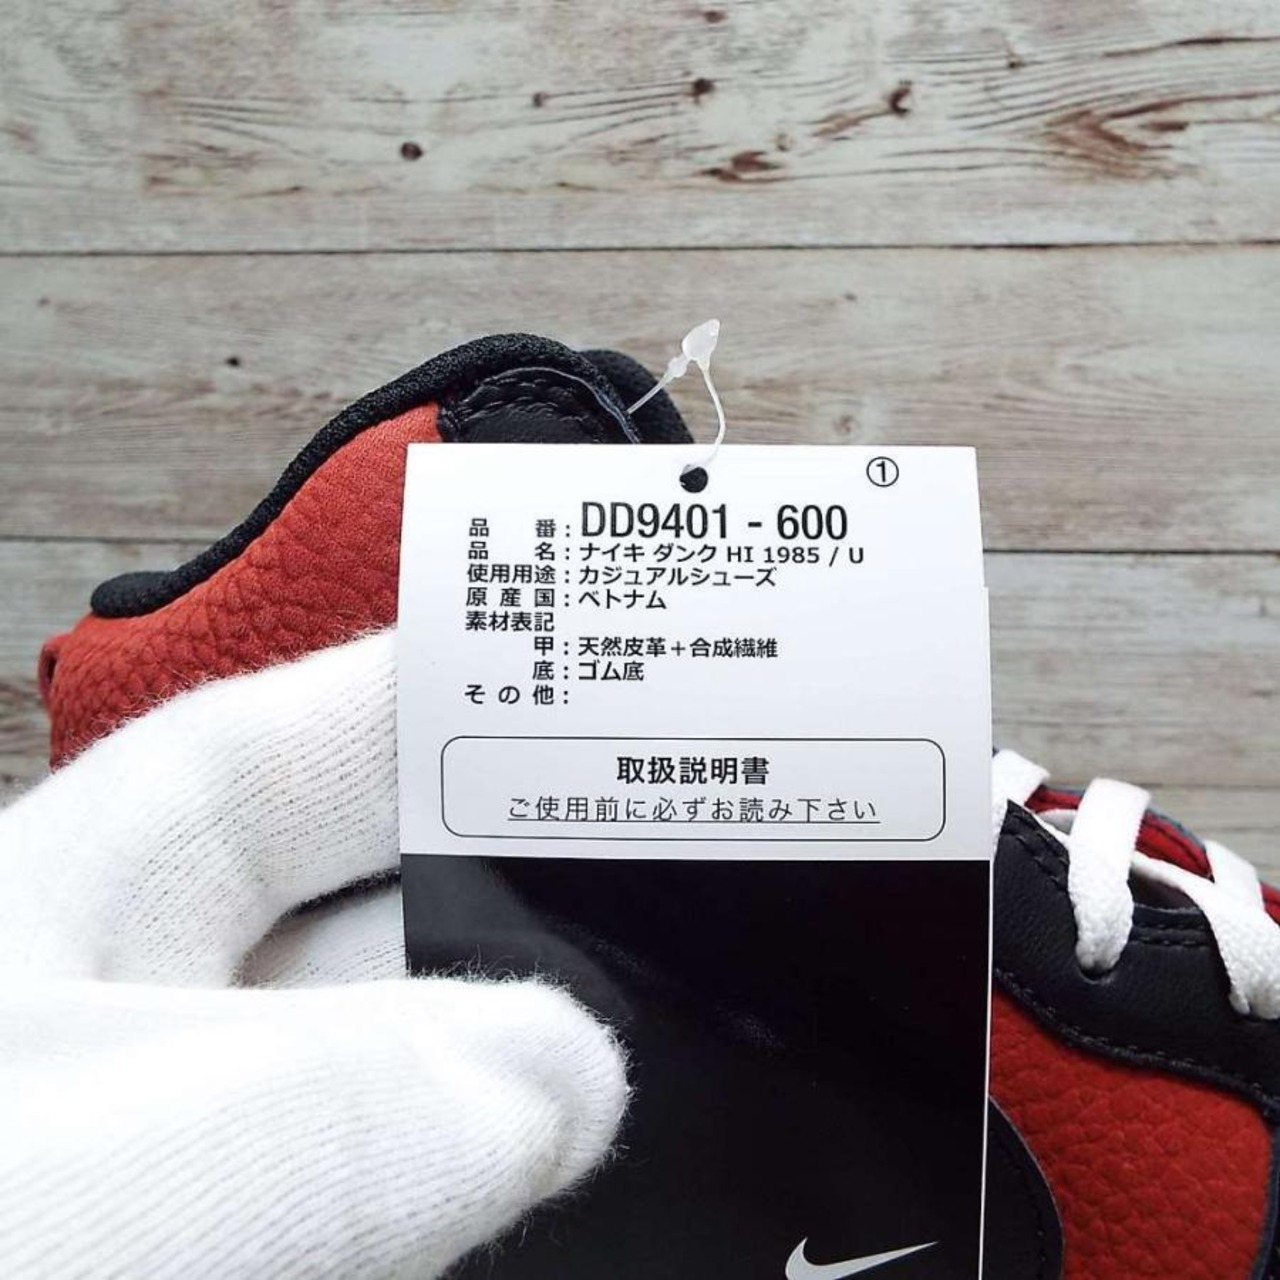 ①
品番:DD9401-600
品名:ナイキ ダンク HI 1985 / U
使用用途:カジュアルシューズ
原産国:ベトナム
素材表記
甲:天然皮革+合成繊維
底:ゴム底
その他:
取扱説明書
ご使用前に必ずお読み下さい